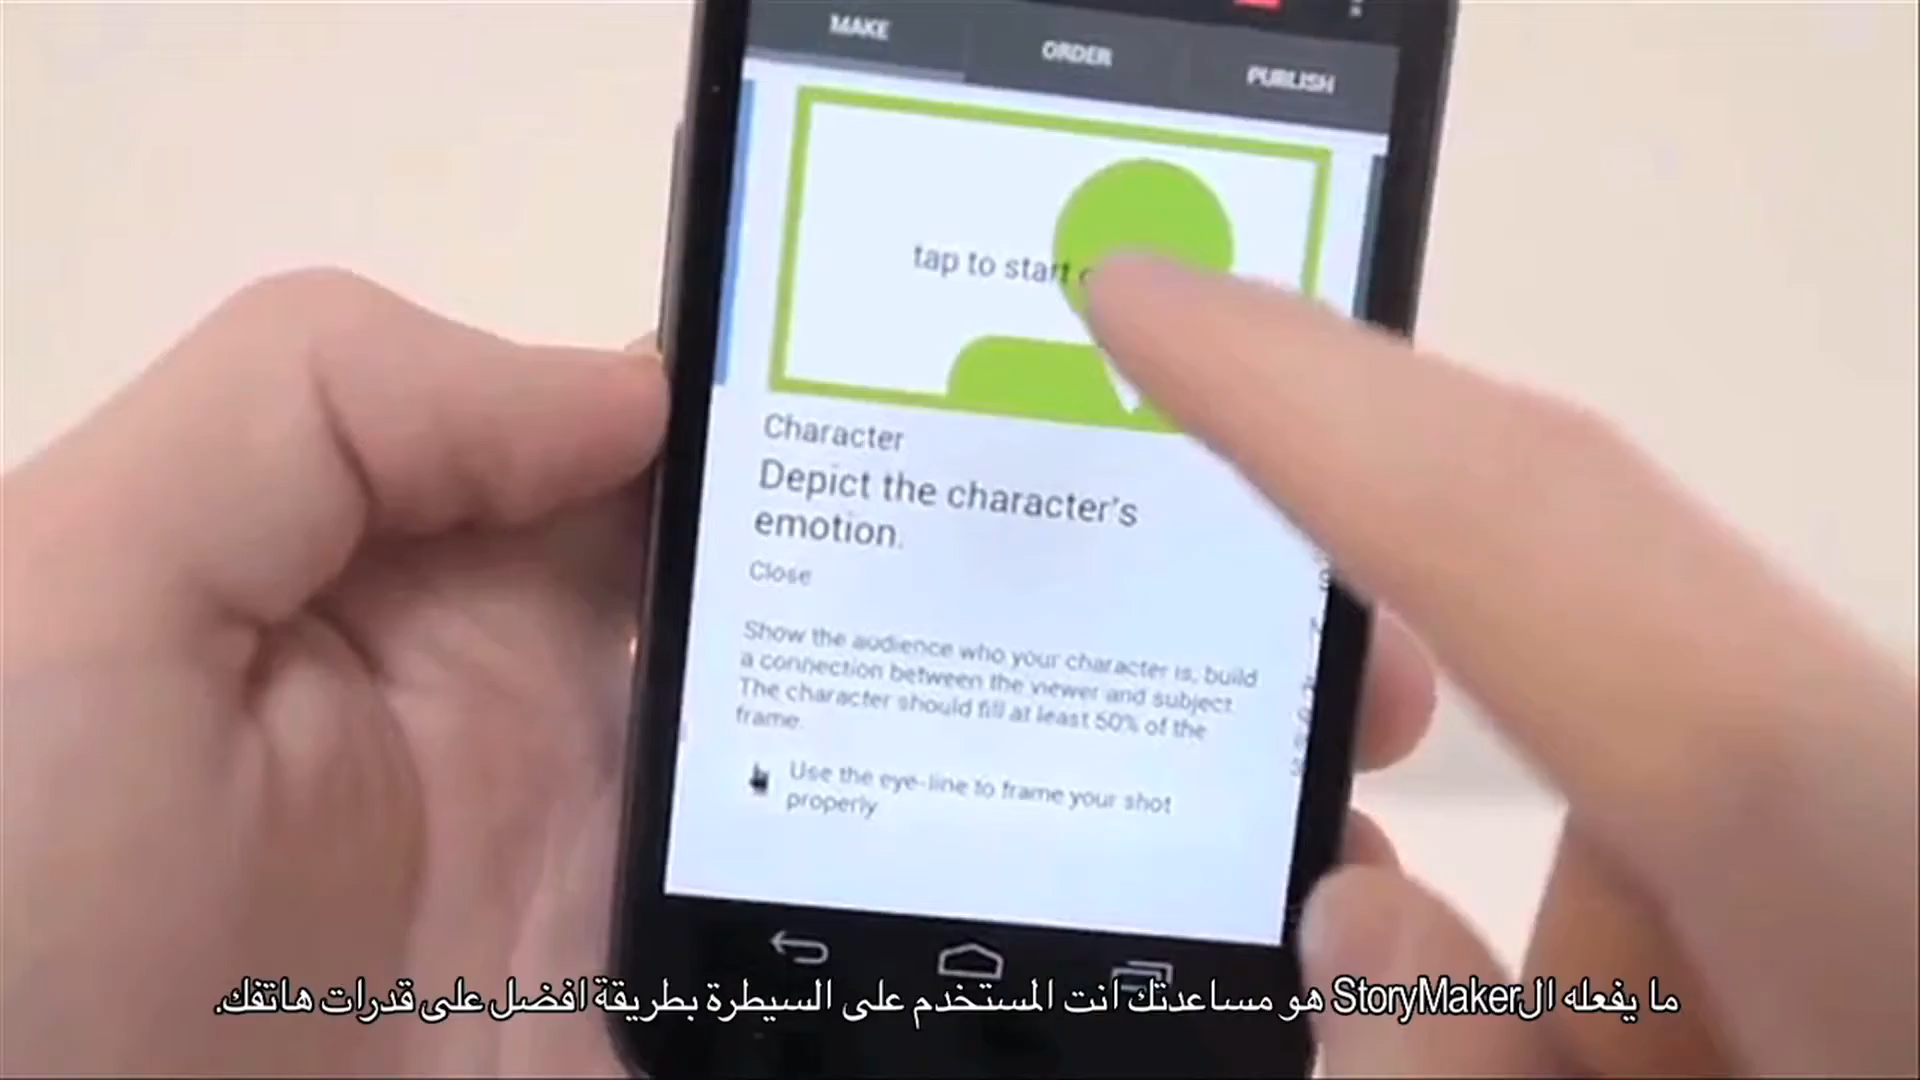 MAKE
ORDER
PUBLISH
tap to start
Character
Depict the character's
emotion.
Close
Show the audience who your character is, build
a connection between the viewer and subject.
The character should fill at least 50% of the
frame.
Use the eye-line to frame your shot
properly
ما يفعله الStoryMaker هو مساعدتك انت المستخدم على السيطرة بطريقة افضل على قدرات هاتفك.